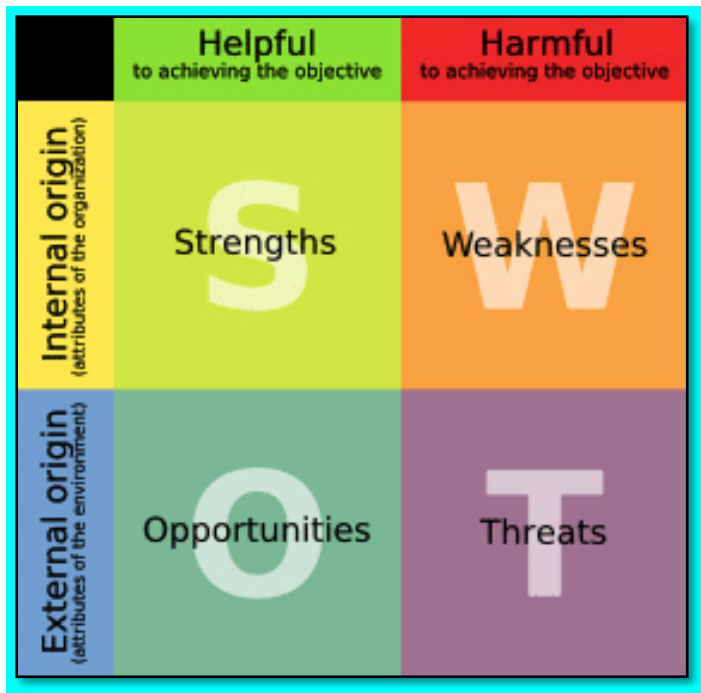 Helpful
to achieving the objective
Harmful
to achieving the objective
Internal origin
(attributes of the organization)
S
Strengths
W
Weaknesses
External origin
(attributes of the environment)
O
Opportunities
T
Threats